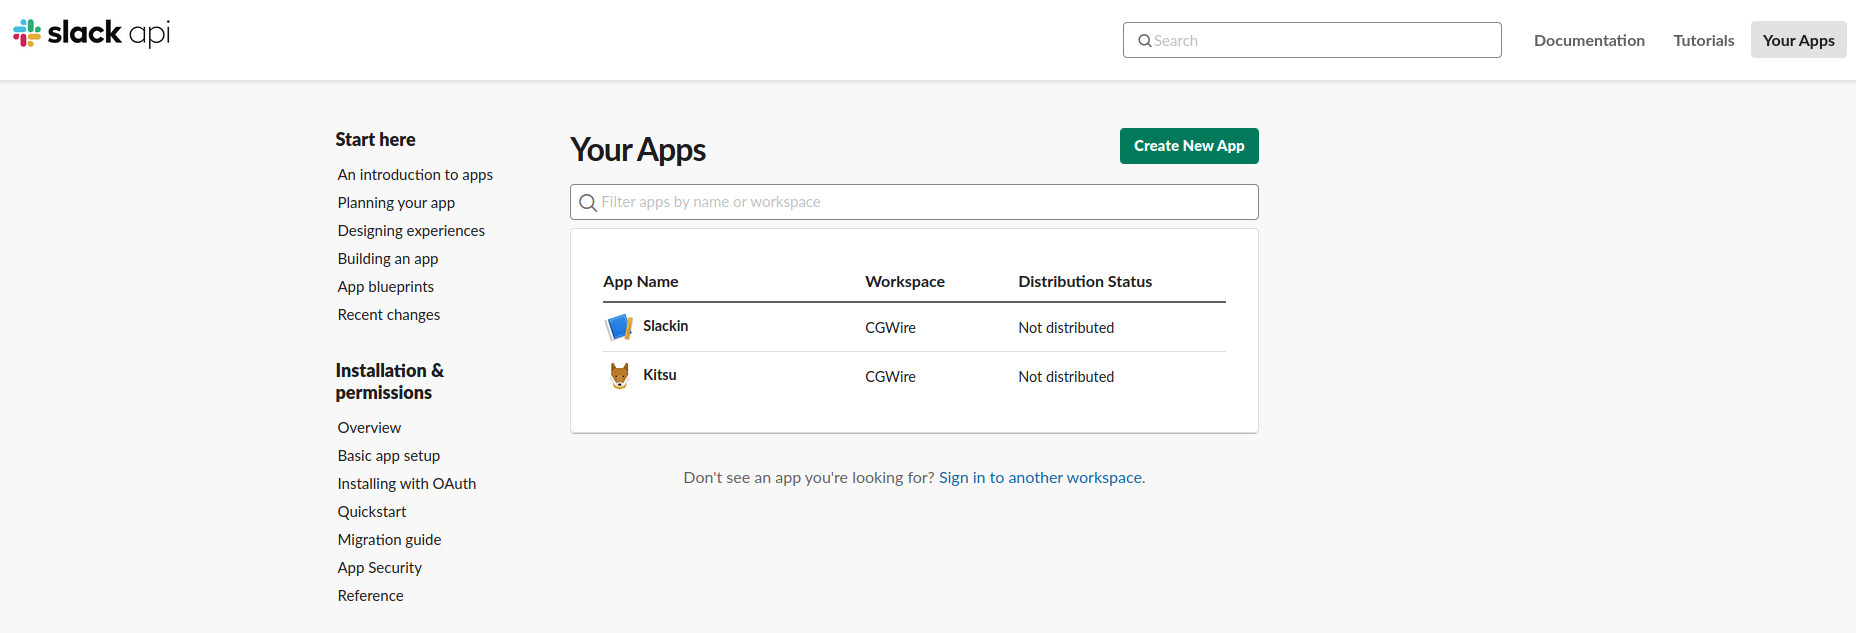 slack api
Search
Documentation
Tutorials
Your Apps
Start here
An introduction to apps
Planning your app
Designing experiences
Building an app
App blueprints
Recent changes
Installation &
permissions
Overview
Basic app setup
Installing with OAuth
Quickstart
Migration guide
App Security
Reference
Your Apps
Create New App
Filter apps by name or workspace
App Name Workspace Distribution Status
Slackin CGWire Not distributed
Kitsu CGWire Not distributed
Don't see an app you're looking for? Sign in to another workspace.